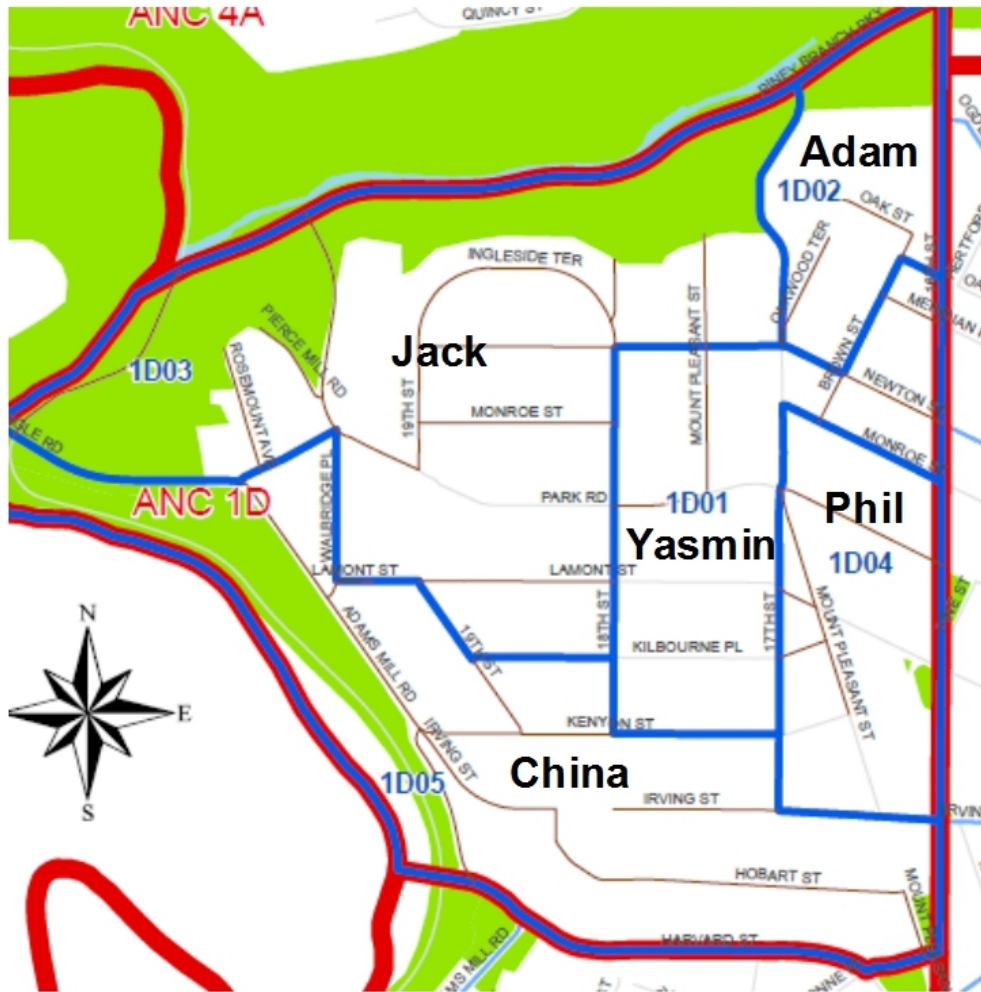 ANC 4A
QUINCY ST
PINEY BRANCH PKY
Adam
1D02
OAK ST
16TH ST
INGLESIDE TER
OAKWOOD TER
MOUNT PLEASANT ST
PIERCE MILL RD
Jack
1D03
ROSEMOUNT AV
19TH ST
MONROE ST
BROWN ST
NEWTON ST
MONROE ST
ANC 1D
WALBRIDGE PL
PARK RD
1D01
Yasmin
Phil
1D04
LAMONT ST
LAMONT ST
18TH ST
17TH ST
MOUNT PLEASANT ST
ADAMS MILL RD
19TH ST
KILBOURNE PL
N
E
S
KENYON ST
IRVING ST
China
1D05
IRVING ST
HOBART ST
HARVARD ST